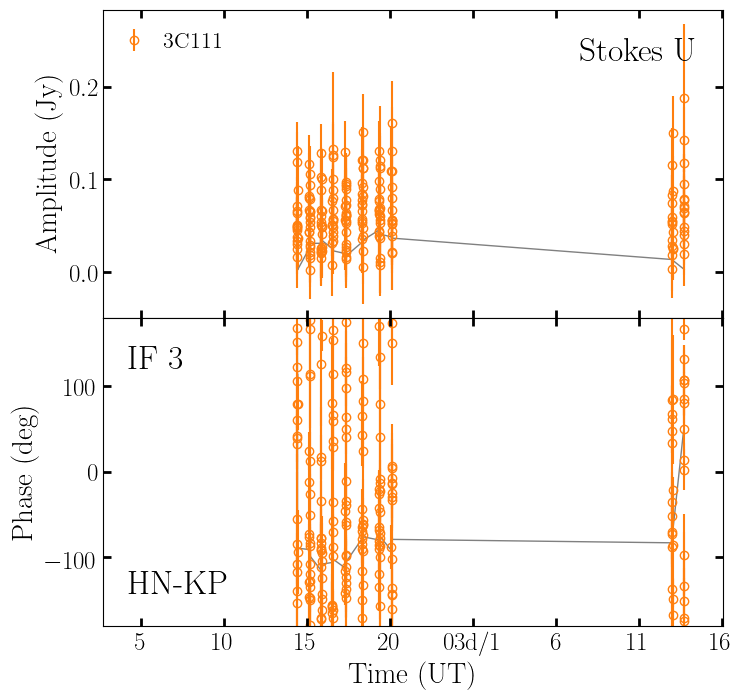 3C111
Stokes U
0.2
0.1
0.0
Amplitude (Jy)
IF 3
100
0
−100
Phase (deg)
HN-KP
5 10 15 20 03d/1 6 11 16
Time (UT)